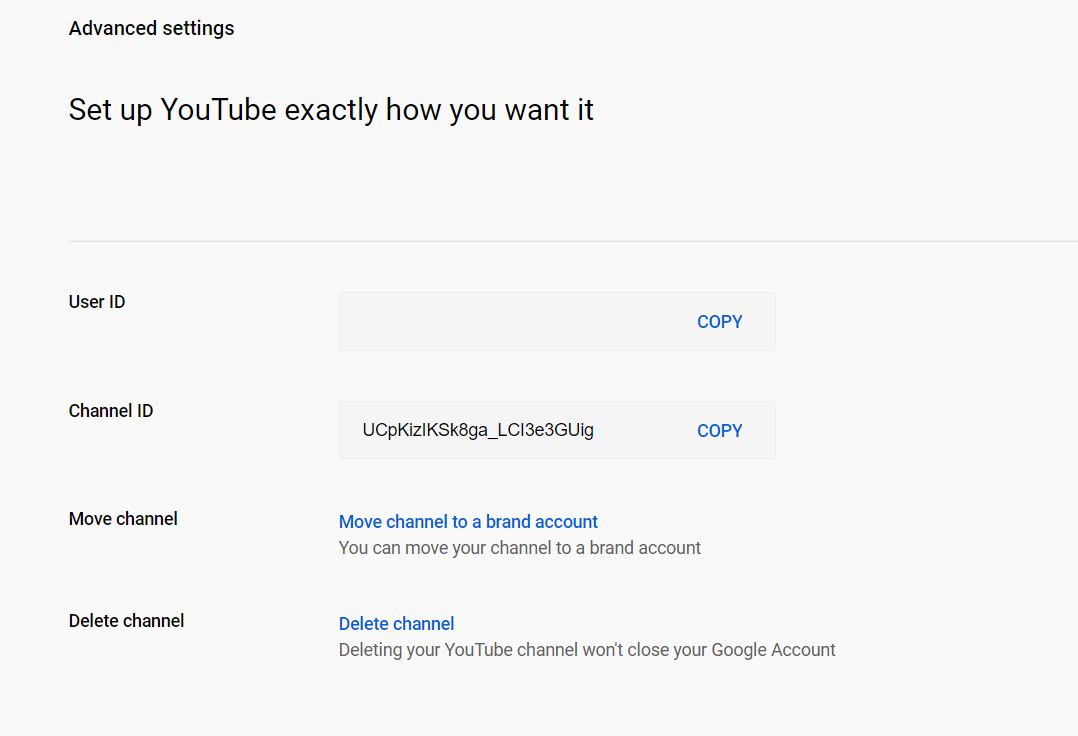 Advanced settings
Set up YouTube exactly how you want it
User ID
COPY
Channel ID
UCpKizIKSk8ga_LCI3e3GUig
COPY
Move channel
Move channel to a brand account
You can move your channel to a brand account
Delete channel
Delete channel
Deleting your YouTube channel won't close your Google Account